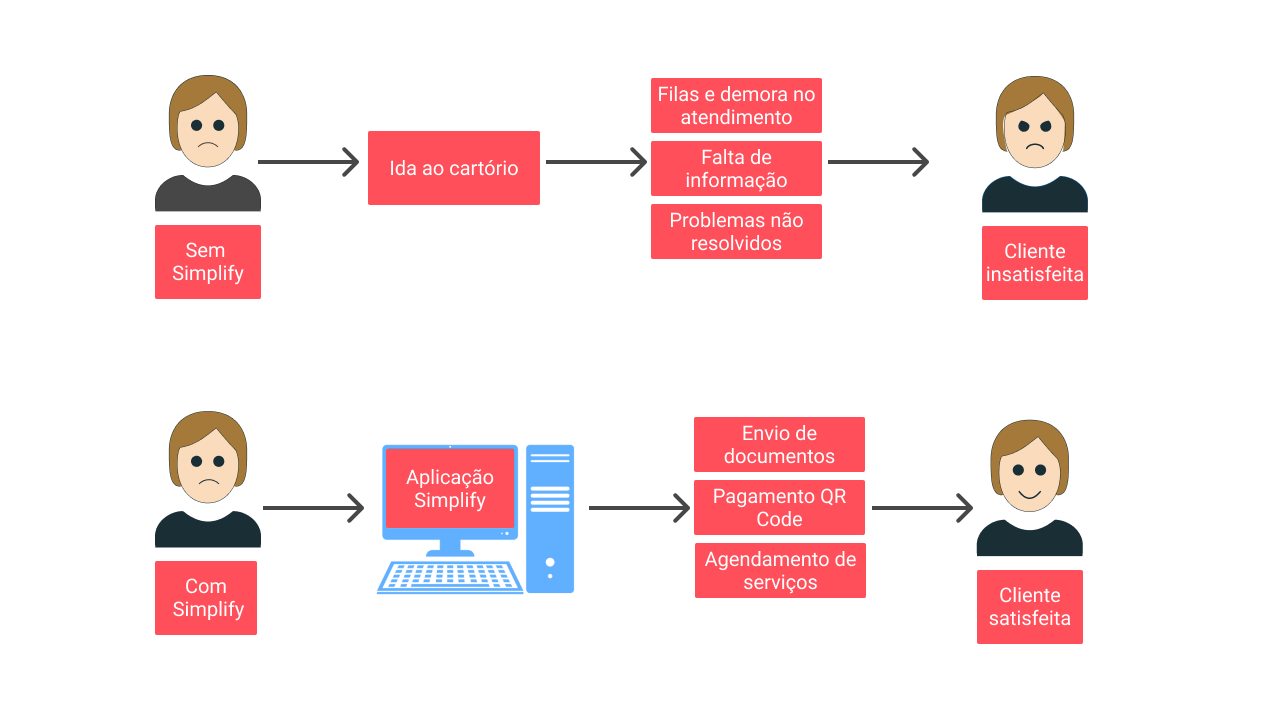 Sem
Simplify
Ida ao cartório
Filas e demora no
atendimento
Falta de
informação
Problemas não
resolvidos
Cliente
insatisfeita
Com
Simplify
Aplicação
Simplify
Envio de
documentos
Pagamento QR
Code
Agendamento de
serviços
Cliente
satisfeita